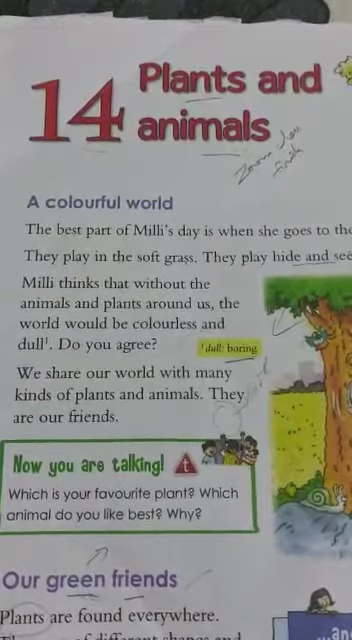 14 Plants and
animals
A colourful world
The best part of Milli's day is when she goes to the
They play in the soft grass. They play hide and see
Milli thinks that without the
animals and plants around us, the
world would be colourless and
dull¹. Do you agree?
¹dull: boring
We share our world with many
kinds of plants and animals. They
are our friends.
Now you are talking! t
Which is your favourite plant? Which
animal do you like best? Why?
Our green friends
Plants are found everywhere.
of different shapes and